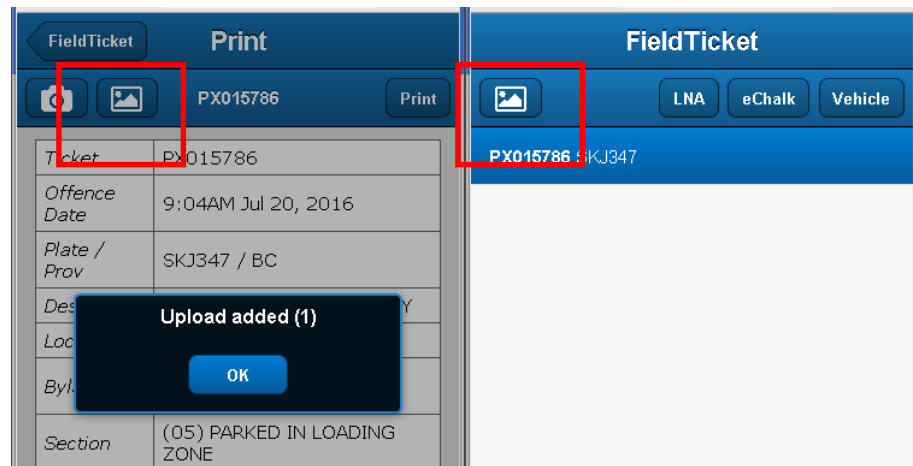 FieldTicket
Print
PX015786
Print
Ticket
PX015786
Offence
Date
9:04AM Jul 20, 2016
Plate /
Prov
SKJ347 / BC
Upload added (1)
OK
Section
(05) PARKED IN LOADING
ZONE
FieldTicket
LNA
eChalk
Vehicle
PX015786 SKJ347